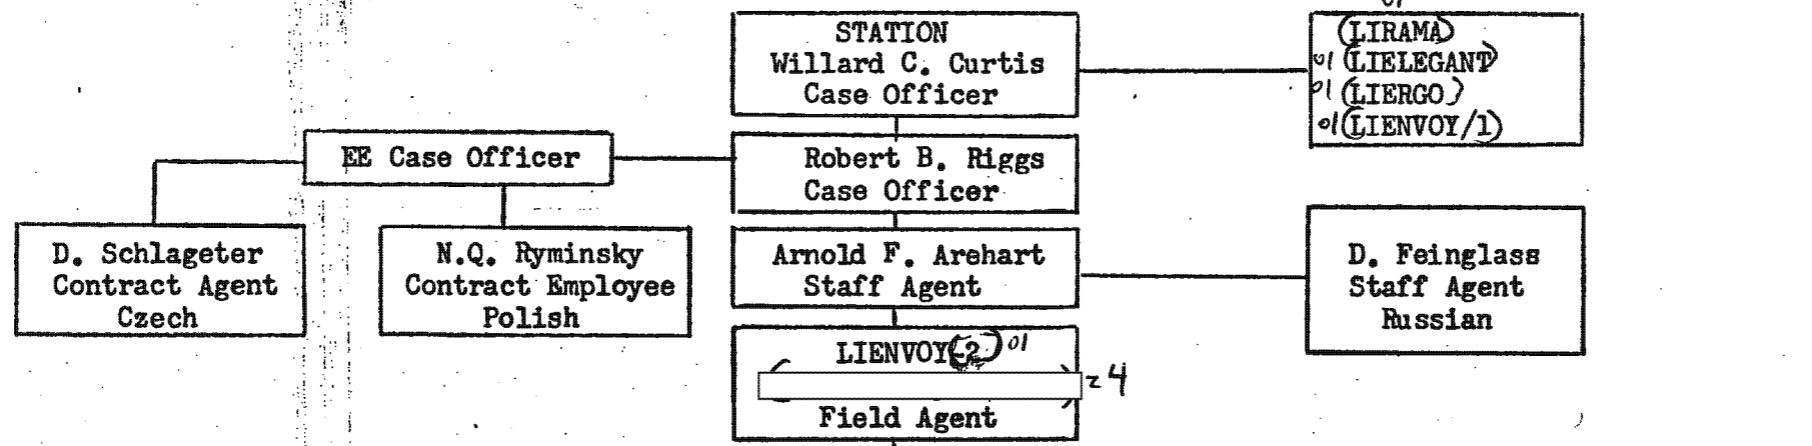 STATION
Willard C. Curtis
Case Officer
(LIRAMA)
01 (LIELEGANT)
01 (LIERGO)
01 (LIENVOY/1)
EE Case Officer
Robert B. Riggs
Case Officer
D. Schlageter
Contract Agent
Czech
N.Q. Ryminsky
Contract Employee
Polish
Arnold F. Arehart
Staff Agent
D. Feinglass
Staff Agent
Russian
LIENVOY(-2) 01
( ) = 4
Field Agent